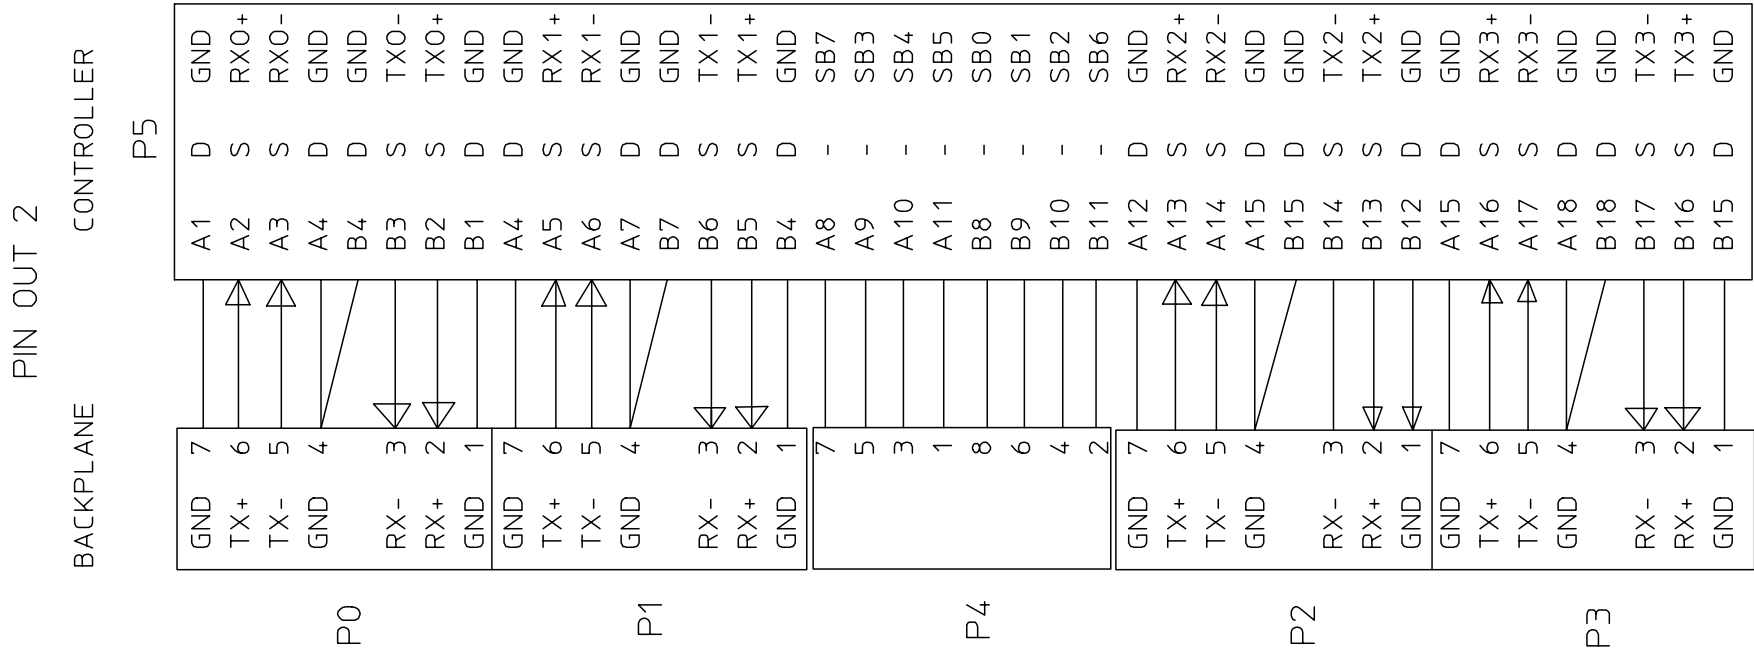 PIN OUT 2
BACKPLANE CONTROLLER
P5
GND 7 A1 D GND
TX+ 6 A2 S RX0+
TX- 5 A3 S RX0-
GND 4 A4 D GND
P0 B4 D GND
RX- 3 B3 S TX0-
RX+ 2 B2 S TX0+
GND 1 B1 D GND
GND 7 A4 D GND
TX+ 6 A5 S RX1+
TX- 5 A6 S RX1-
GND 4 A7 D GND
P1 B7 D GND
RX- 3 B6 S TX1-
RX+ 2 B5 S TX1+
GND 1 B4 D GND
7 A8 - SB7
5 A9 - SB3
3 A10 - SB4
1 A11 - SB5
P4 8 B8 - SB0
6 B9 - SB1
4 B10 - SB2
2 B11 - SB6
GND 7 A12 D GND
TX+ 6 A13 S RX2+
TX- 5 A14 S RX2-
GND 4 A15 D GND
P2 B15 D GND
RX- 3 B14 S TX2-
RX+ 2 B13 S TX2+
GND 1 B12 D GND
GND 7 A15 D GND
TX+ 6 A16 S RX3+
TX- 5 A17 S RX3-
GND 4 A18 D GND
P3 B18 D GND
RX- 3 B17 S TX3-
RX+ 2 B16 S TX3+
GND 1 B15 D GND